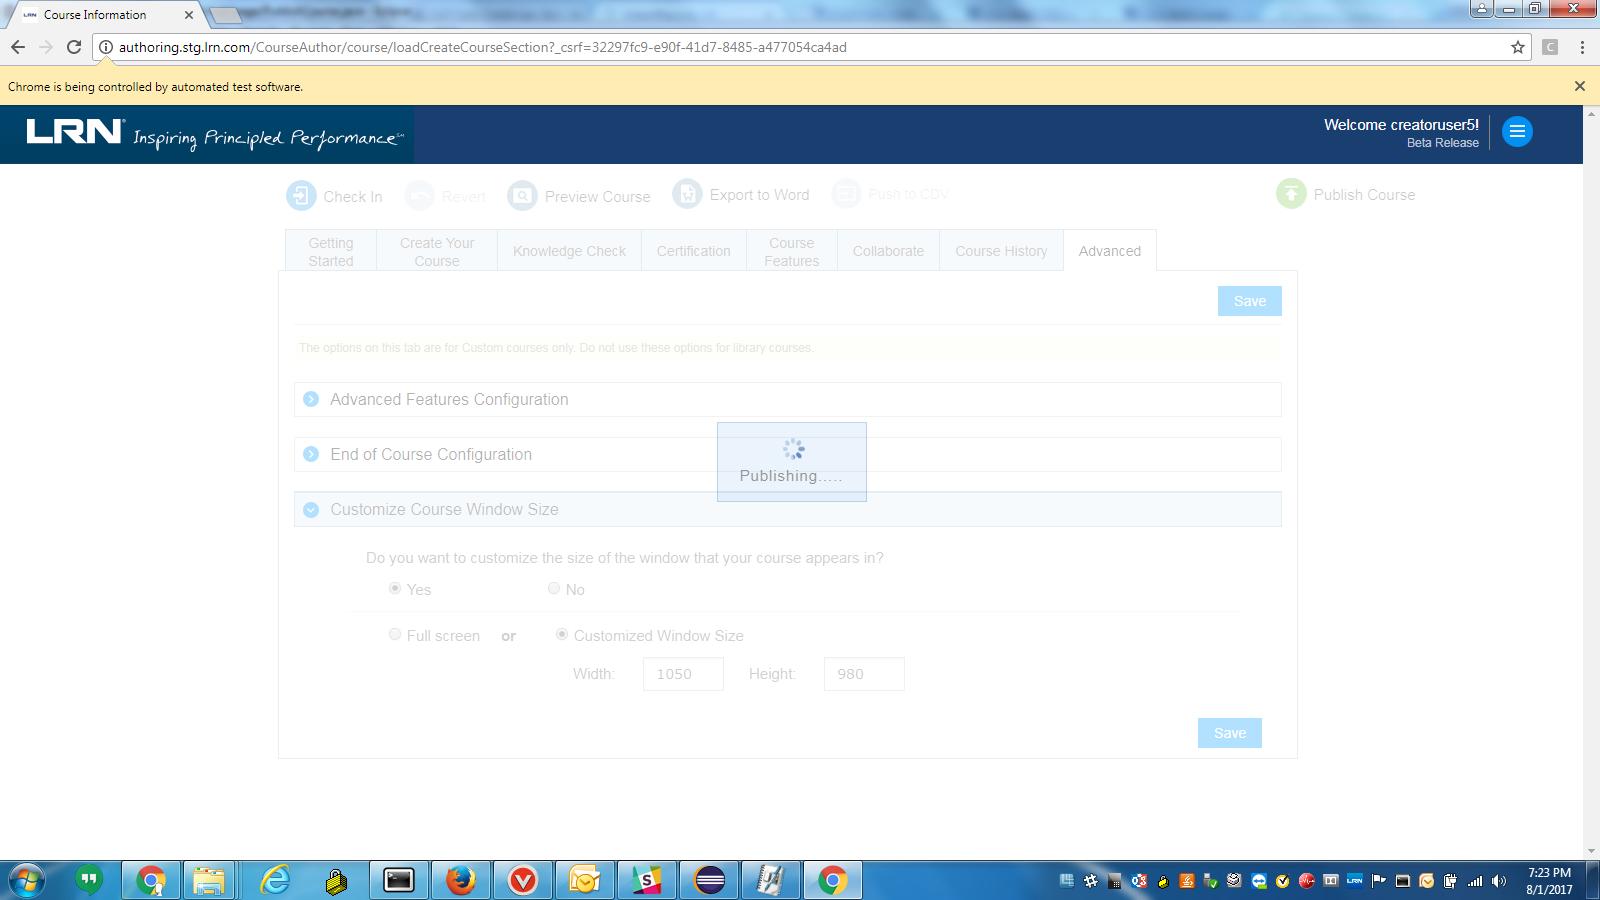 Course Information
authoring.stg.lrn.com/CourseAuthor/course/loadCreateCourseSection?_csrf=32297fc9-e90f-41d7-8485-a477054ca4ad
Chrome is being controlled by automated test software.
LRN Inspiring Principled Performance
Welcome creatoruser5!
Beta Release
Check In
Revert
Preview Course
Export to Word
Push to CDV
Publish Course
Getting Started
Create Your Course
Knowledge Check
Certification
Course Features
Collaborate
Course History
Advanced
Save
The options on this tab are for Custom courses only. Do not use these options for library courses.
Advanced Features Configuration
End of Course Configuration
Publishing.....
Customize Course Window Size
Do you want to customize the size of the window that your course appears in?
Yes
No
Full screen or Customized Window Size
Width: 1050 Height: 980
Save
7:23 PM
8/1/2017